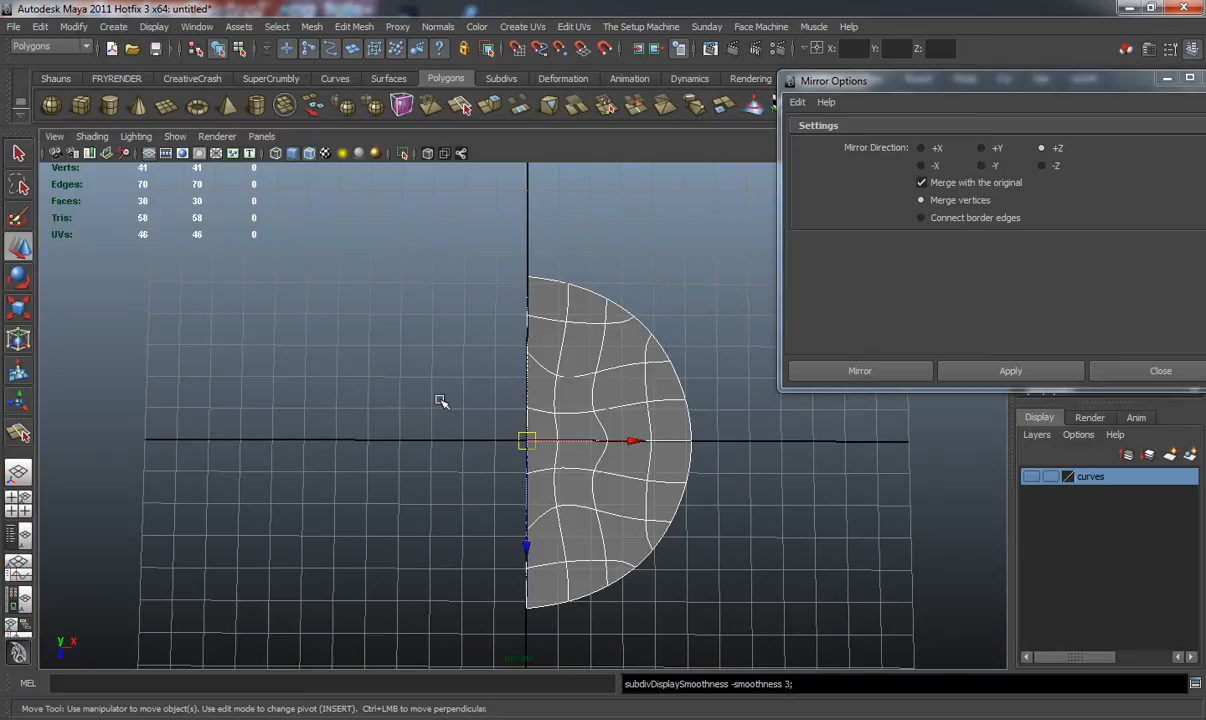 Autodesk Maya 2011 Hotfix 3 x64: untitled*
File Edit Modify Create Display Window Assets Select Mesh Edit Mesh Proxy Normals Color Create UVs Edit UVs The Setup Machine Sunday Face Machine Muscle Help
Polygons X: Y: Z:
Shauns FRYRENDER CreativeCrash SuperCrumbly Curves Surfaces Polygons Subdivs Deformation Animation Dynamics Rendering
Mirror Options
View Shading Lighting Show Renderer Panels
Edit Help
Settings
Verts: 41 41 0
Edges: 70 70 0
Faces: 30 30 0
Tris: 58 58 0
UVs: 46 46 0
Mirror Direction: +X +Y +Z
-X -Y -Z
Merge with the original
Merge vertices
Connect border edges
Mirror Apply Close
Display Render Anim
Layers Options Help
curves
y x
persp
MEL
subdivDisplaySmoothness -smoothness 3;
Move Tool: Use manipulator to move object(s). Use edit mode to change pivot (INSERT). Ctrl+LMB to move perpendicular.